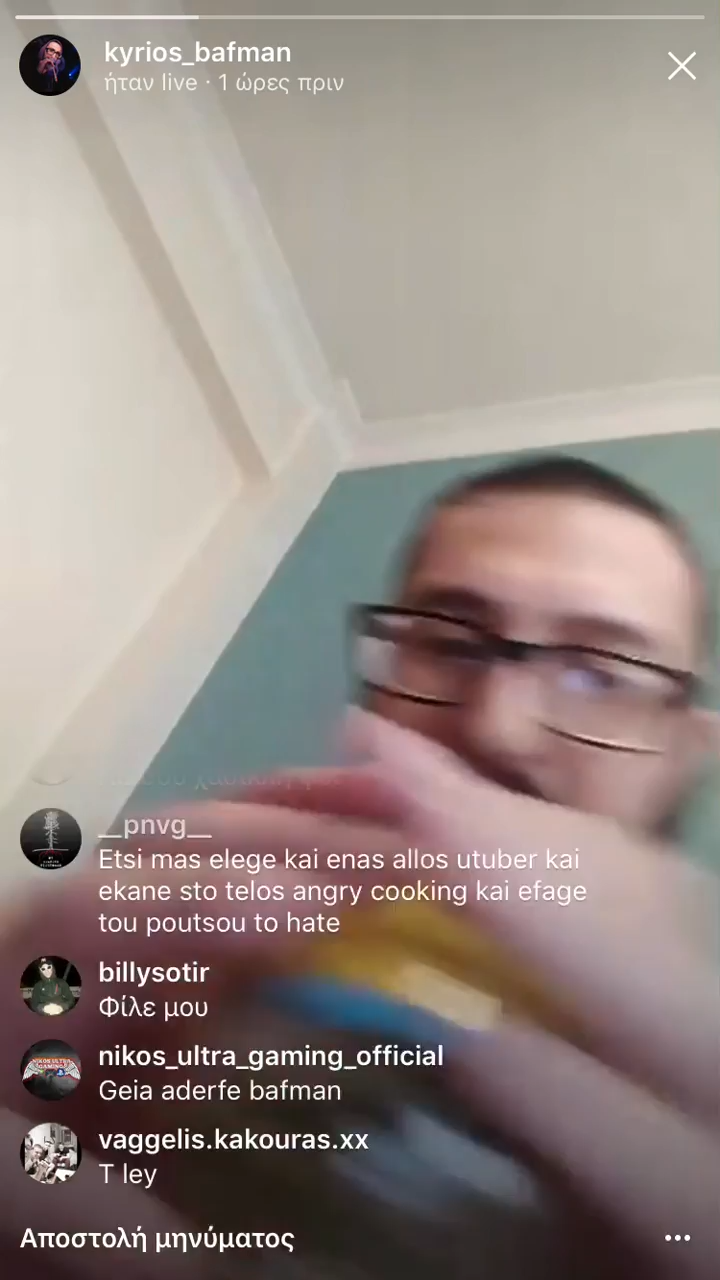 kyrios_bafman
ήταν live · 1 ώρες πριν
__pnvg__
Etsi mas elege kai enas allos utuber kai
ekane sto telos angry cooking kai efage
tou poutsou to hate
billysotir
Φίλε μου
nikos_ultra_gaming_official
Geia aderfe bafman
vaggelis.kakouras.xx
T ley
Αποστολή μηνύματος